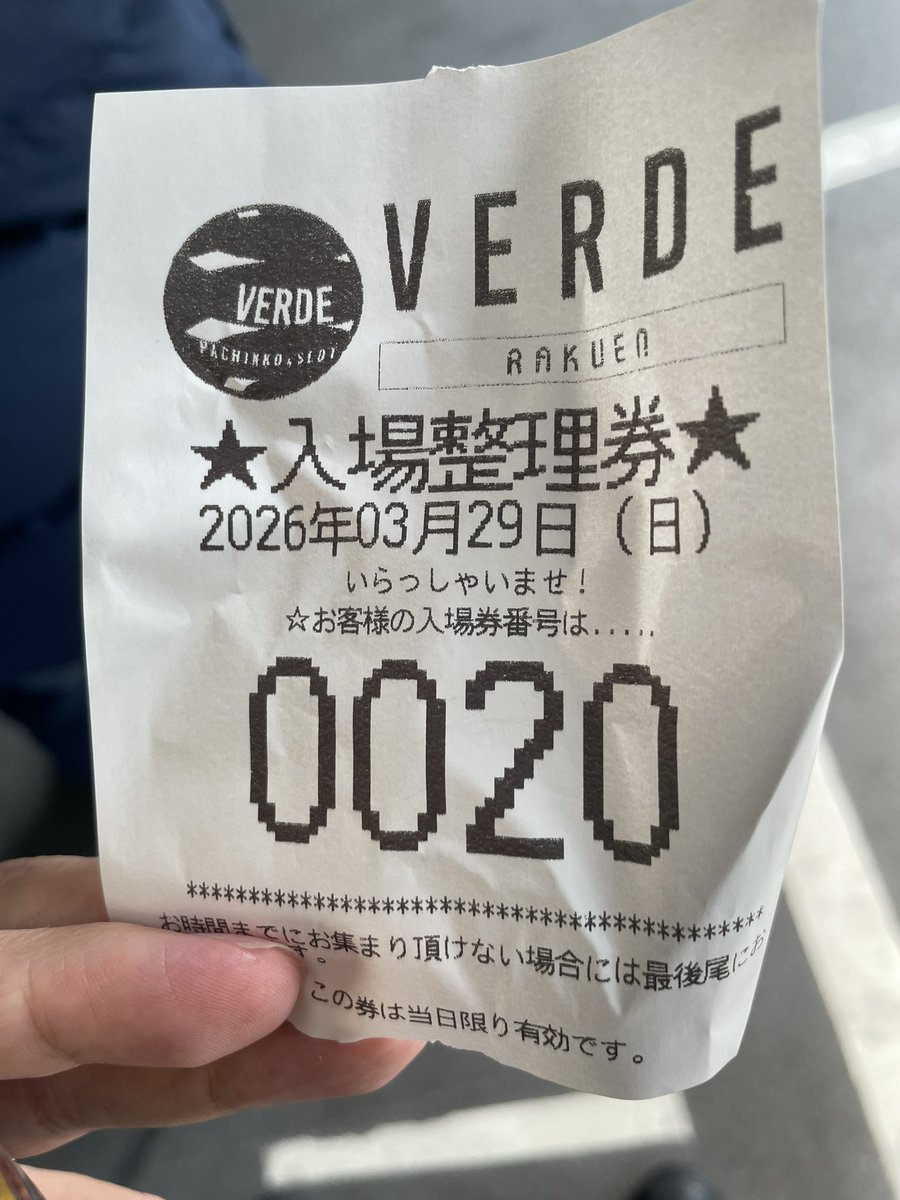 VERDE
VERDE
PACHINKO & SLOT
RAKUEN
★入場整理券★
2026年03月29日（日）
いらっしゃいませ！
☆お客様の入場券番号は.....
0020
****************************************
お時間までにお集まり頂けない場合には最後尾にお
す。
この券は当日限り有効です。